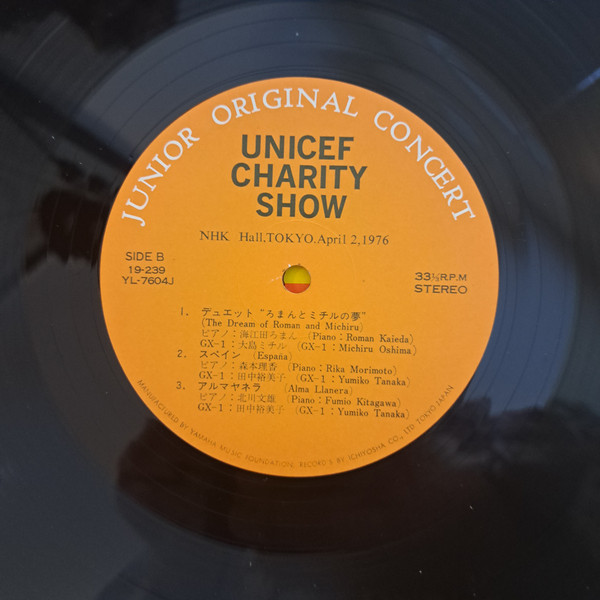 JUNIOR ORIGINAL CONCERT
UNICEF
CHARITY
SHOW
NHK Hall,TOKYO.April 2,1976
SIDE B
19-239
YL-7604J
33⅓R.P.M
STEREO
1. デュエット “ろまんとミチルの夢”
(The Dream of Roman and Michiru)
ピアノ：海江田ろまん (Piano：Roman Kaieda)
GX-1：大島ミチル (GX-1：Michiru Oshima)
2. スペイン (España)
ピアノ：森本理香 (Piano：Rika Morimoto)
GX-1：田中裕美子 (GX-1：Yumiko Tanaka)
3. アルマヤネラ (Alma Llanera)
ピアノ：北川文雄 (Piano：Fumio Kitagawa)
GX-1：田中裕美子 (GX-1：Yumiko Tanaka)
MANUFACTURED BY YAMAHA MUSIC FOUNDATION, RECORD'S BY ICHIKOSHA CO., LTD TOKYO JAPAN